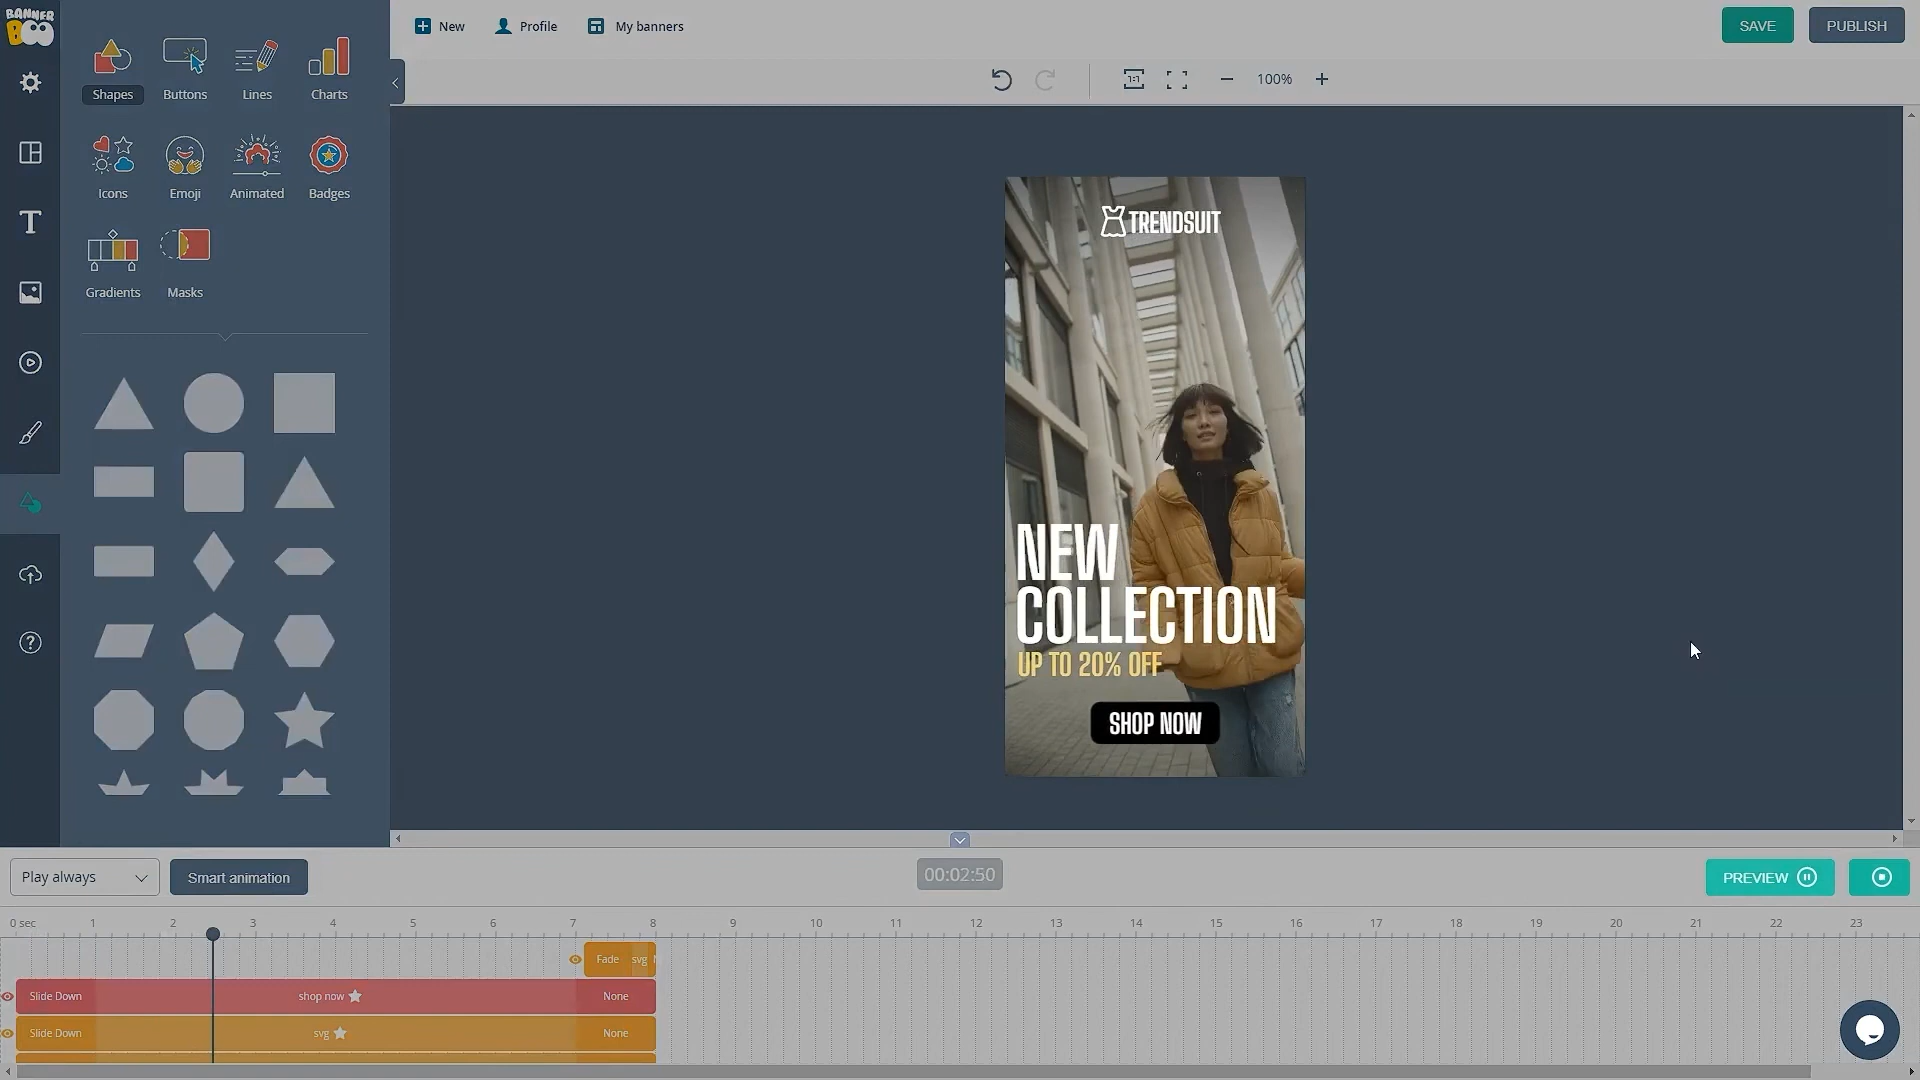 BANNER
BOO
New
Profile
My banners
SAVE
PUBLISH
1:1
100%
Shapes
Buttons
Lines
Charts
Icons
Emoji
Animated
Badges
Gradients
Masks
TRENDSUIT
NEW
COLLECTION
UP TO 20% OFF
SHOP NOW
Play always
Smart animation
00:02:50
PREVIEW
0 sec 1 2 3 4 5 6 7 8 9 10 11 12 13 14 15 16 17 18 19 20 21 22 23
Fade svg
Slide Down shop now None
Slide Down svg None